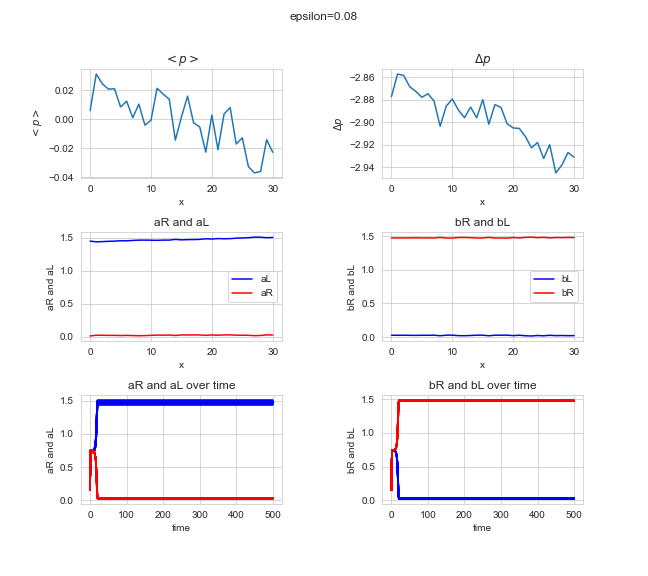 epsilon=0.08
< p >
Δp
< p >
0.02
0.00
−0.02
−0.04
0 10 20 30
x
Δp
−2.86
−2.88
−2.90
−2.92
−2.94
0 10 20 30
x
aR and aL
bR and bL
aR and aL
1.5
1.0
0.5
0.0
aL
aR
0 10 20 30
x
bR and bL
1.5
1.0
0.5
0.0
bL
bR
0 10 20 30
x
aR and aL over time
bR and bL over time
aR and aL
1.5
1.0
0.5
0.0
0 100 200 300 400 500
time
bR and bL
1.5
1.0
0.5
0.0
0 100 200 300 400 500
time